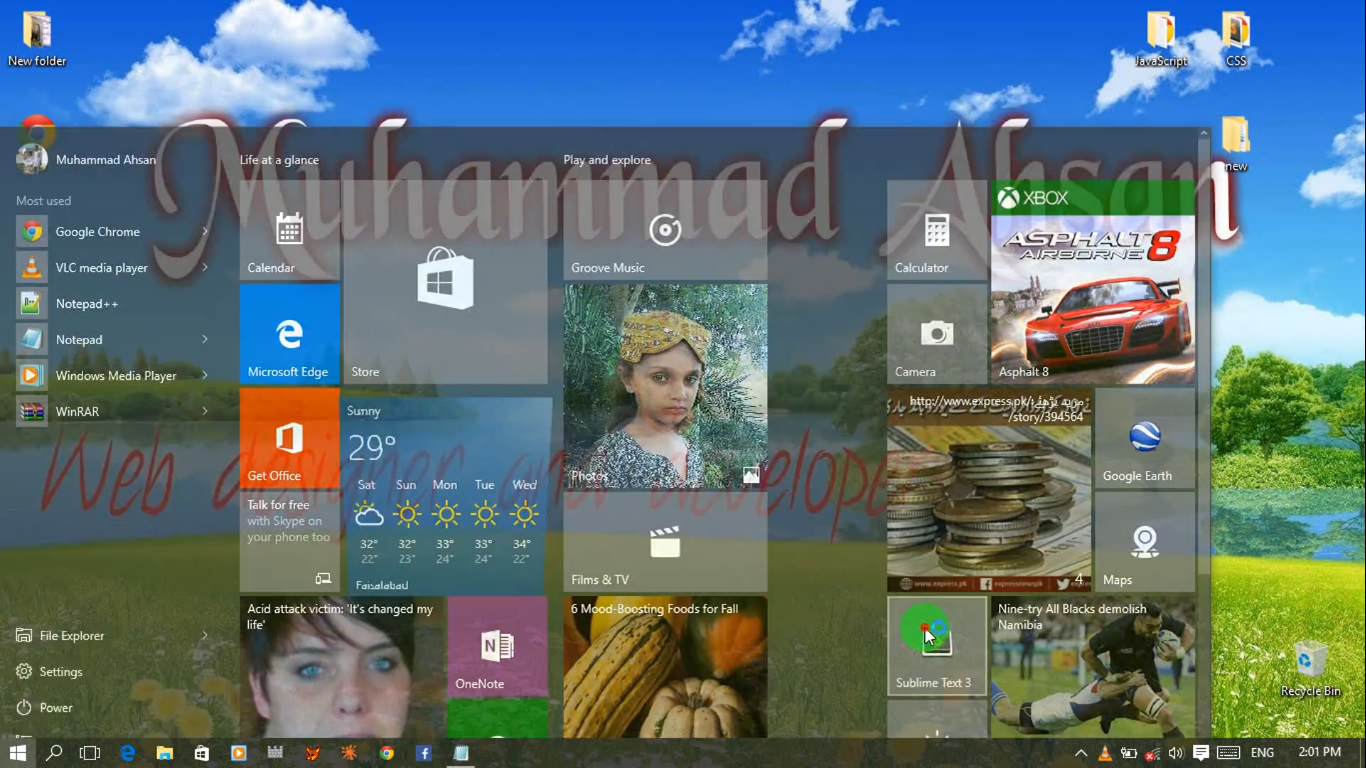 New folder
JavaScript
CSS
new
Muhammad Ahsan
Web designer and developer
Muhammad Ahsan
Most used
Google Chrome
VLC media player
Notepad++
Notepad
Windows Media Player
WinRAR
File Explorer
Settings
Power
Life at a glance
Calendar
Store
Microsoft Edge
Get Office
Sunny
29°
Sat Sun Mon Tue Wed
32° 32° 33° 33° 34°
22° 23° 24° 24° 22°
Faisalabad
Talk for free
with Skype on
your phone too
Acid attack victim: 'It's changed my
life'
OneNote
Play and explore
Groove Music
Photos
Films & TV
6 Mood-Boosting Foods for Fall
Calculator
Camera
XBOX
ASPHALT 8
AIRBORNE
Asphalt 8
مزید پڑھئے: http://www.express.pk/
story/394564/
www.express.pk
4
Google Earth
Maps
Sublime Text 3
Nine-try All Blacks demolish
Namibia
Recycle Bin
ENG
2:01 PM